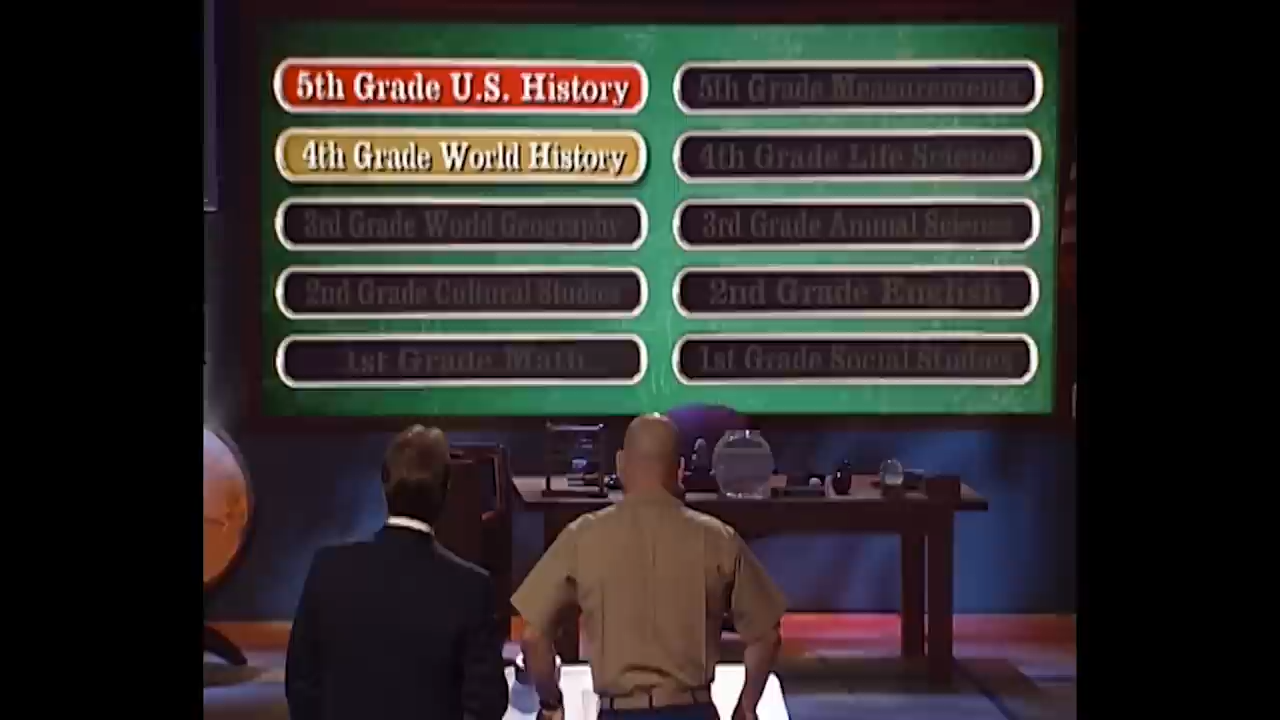 5th Grade U.S. History
5th Grade Measurements
4th Grade World History
4th Grade Life Science
3rd Grade World Geography
3rd Grade Animal Science
2nd Grade Cultural Studies
2nd Grade English
1st Grade Math
1st Grade Social Studies